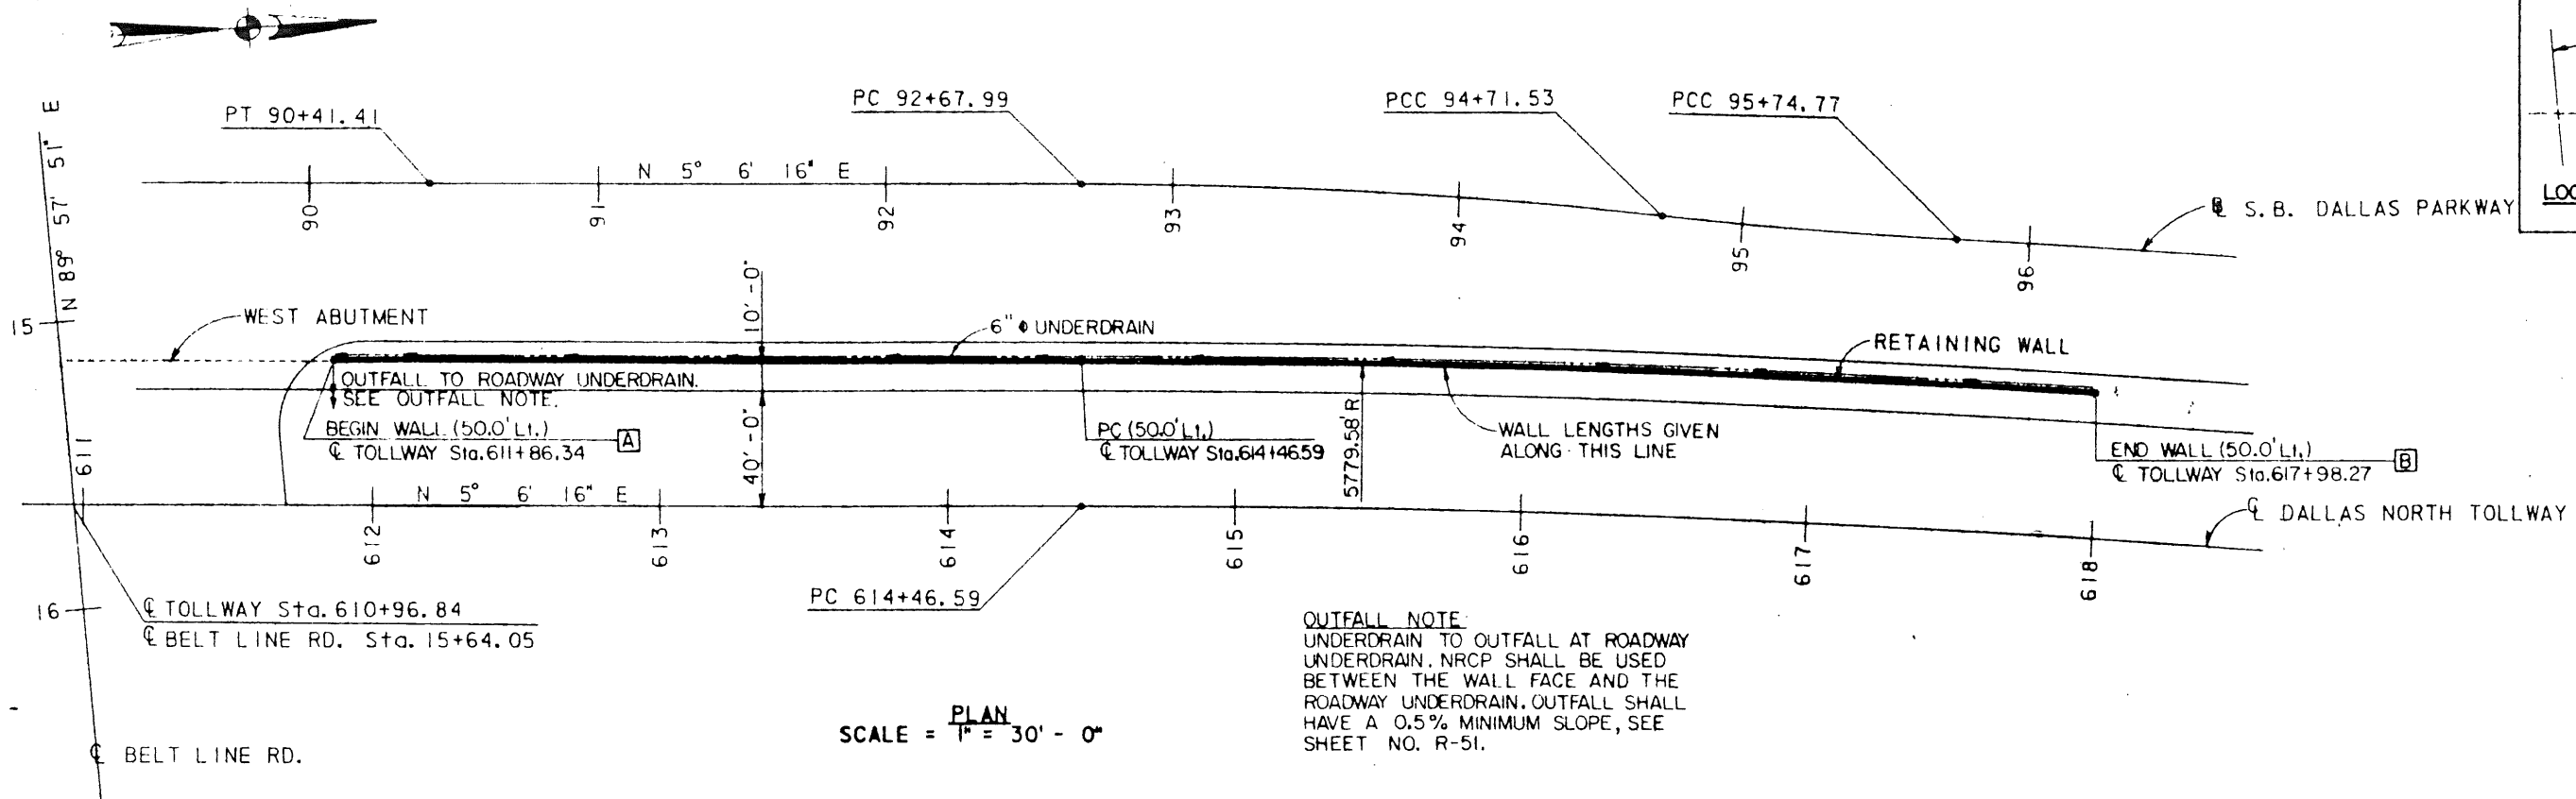 PT 90+41.41
PC 92+67.99
PCC 94+71.53
PCC 95+74.77
N 89° 57' 51" E
N 5° 6' 16" E
90
91
92
93
94
95
96
℄ S.B. DALLAS PARKWAY
LOC
15
WEST ABUTMENT
10'-0"
6" ϕ UNDERDRAIN
RETAINING WALL
OUTFALL TO ROADWAY UNDERDRAIN.
SEE OUTFALL NOTE.
BEGIN WALL (50.0' Lt.) A
℄ TOLLWAY Sta. 611+86.34
40'-0"
PC (50.0' Lt.)
℄ TOLLWAY Sta. 614+46.59
5779.58' R
WALL LENGTHS GIVEN
ALONG THIS LINE
END WALL (50.0' Lt.) B
℄ TOLLWAY Sta. 617+98.27
N 5° 6' 16" E
℄ DALLAS NORTH TOLLWAY
611
612
613
614
615
616
617
618
16
℄ TOLLWAY Sta. 610+96.84
℄ BELT LINE RD. Sta. 15+64.05
PC 614+46.59
OUTFALL NOTE
UNDERDRAIN TO OUTFALL AT ROADWAY
UNDERDRAIN. NRCP SHALL BE USED
BETWEEN THE WALL FACE AND THE
ROADWAY UNDERDRAIN. OUTFALL SHALL
HAVE A 0.5% MINIMUM SLOPE, SEE
SHEET NO. R-51.
PLAN
SCALE = 1" = 30' - 0"
℄ BELT LINE RD.